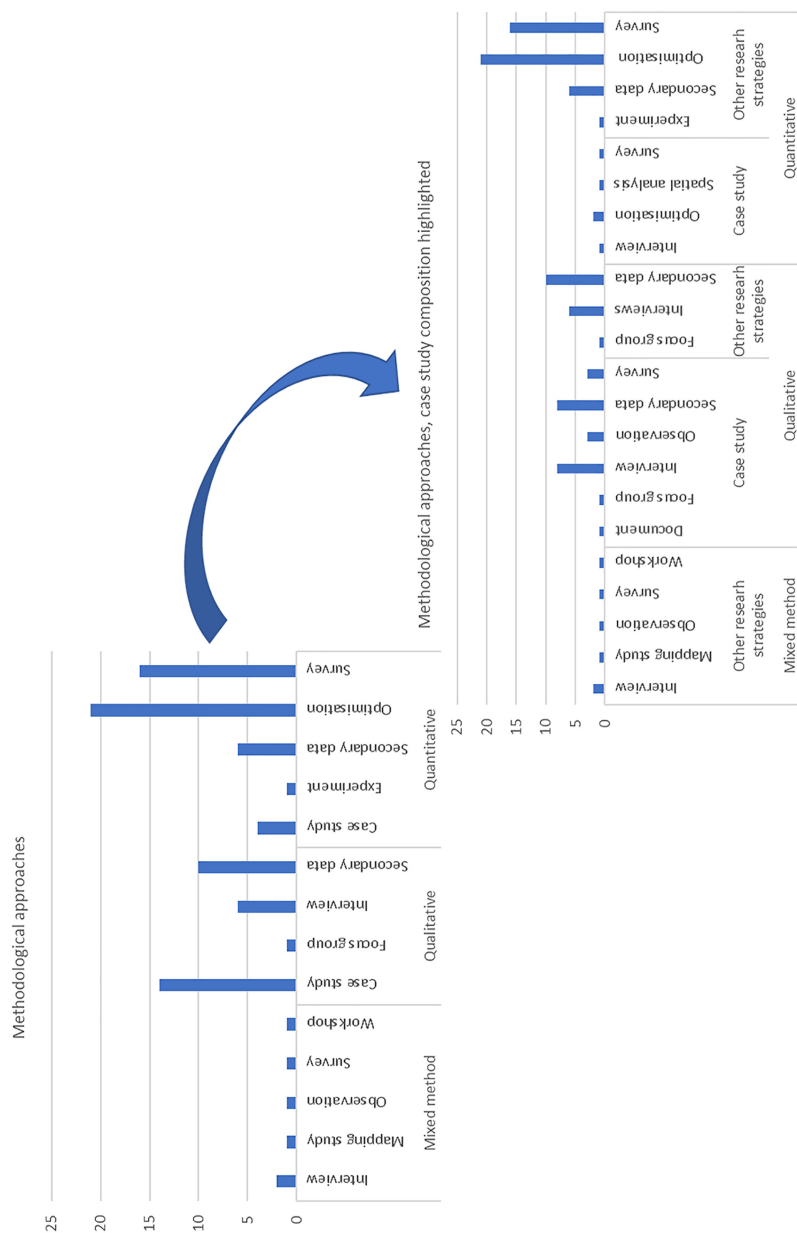 Methodological approaches
25
20
15
10
5
0
Interview
Mapping study
Observation
Survey
Workshop
Case study
Focus group
Interview
Secondary data
Case study
Experiment
Secondary data
Optimisation
Survey
Mixed method
Qualitative
Quantitative
Methodological approaches, case study composition highlighted
25
20
15
10
5
0
Interview
Mapping study
Observation
Survey
Workshop
Document
Focus group
Interview
Observation
Secondary data
Survey
Focus group
Interviews
Secondary data
Interview
Optimisation
Spatial analysis
Survey
Experiment
Secondary data
Optimisation
Survey
Other researh
strategies
Case study
Other researh
strategies
Case study
Other researh
strategies
Mixed method
Qualitative
Quantitative